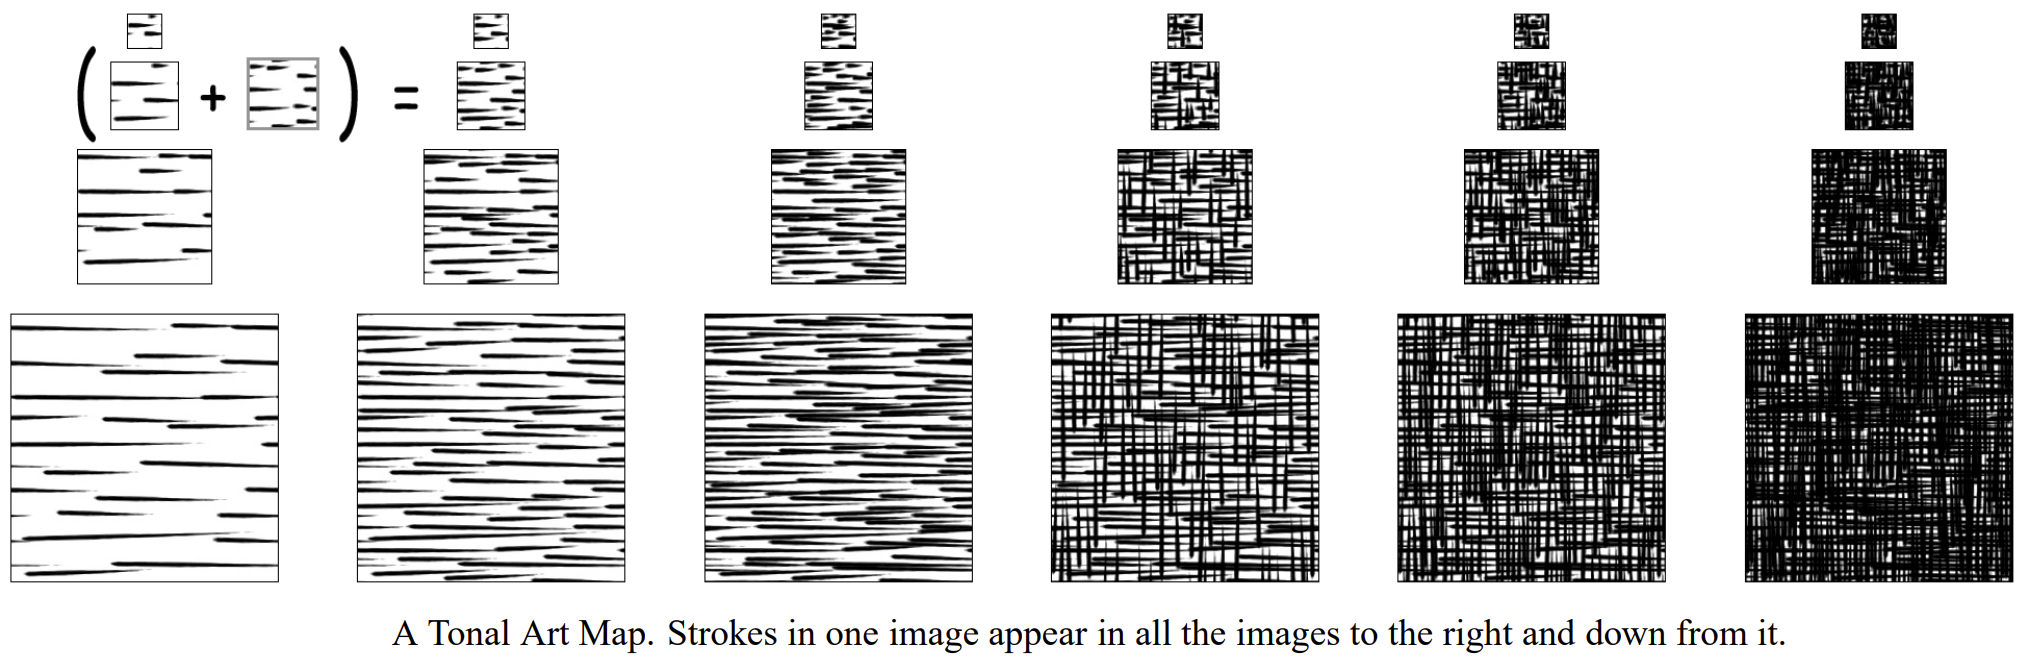 ( + ) =
A Tonal Art Map. Strokes in one image appear in all the images to the right and down from it.